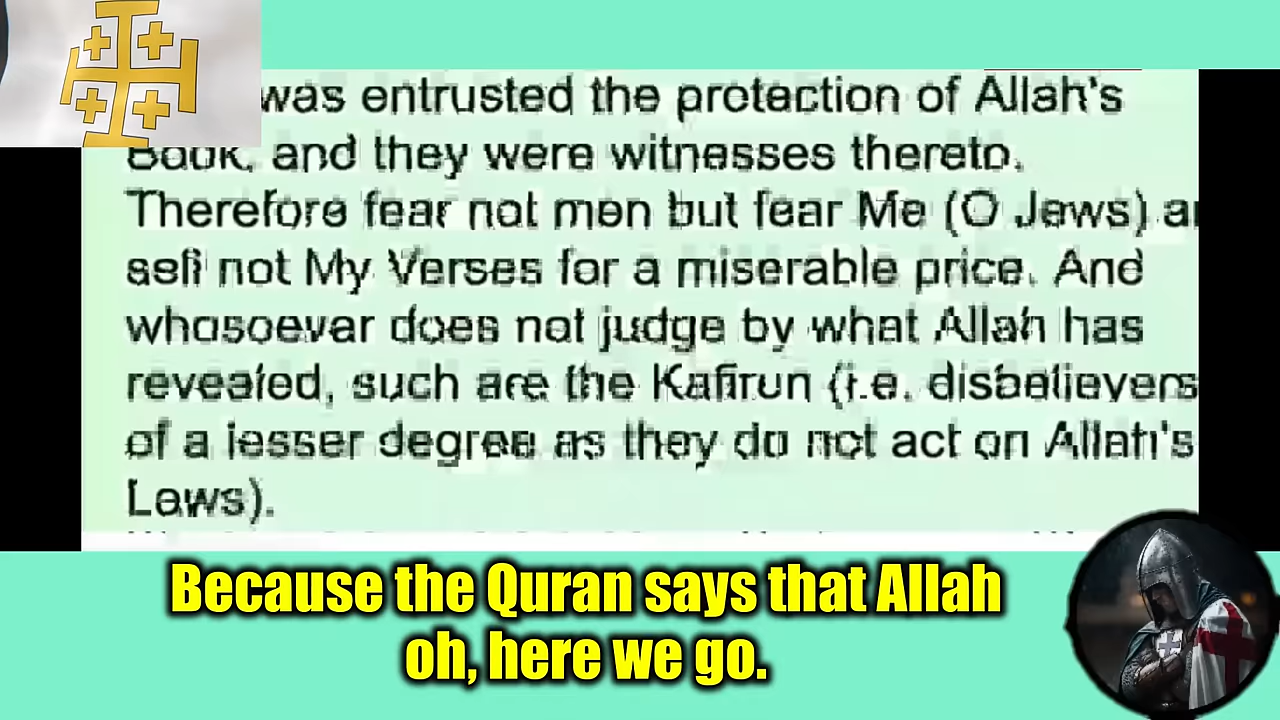 was entrusted the protection of Allah's
Book, and they were witnesses thereto.
Therefore fear not men but fear Me (O Jews) a
sell not My Verses for a miserable price. And
whosoever does not judge by what Allah has
revealed, such are the Kafirun (i.e. disbelievers
of a lesser degree as they do not act on Allah's
Laws).
Because the Quran says that Allah
oh, here we go.